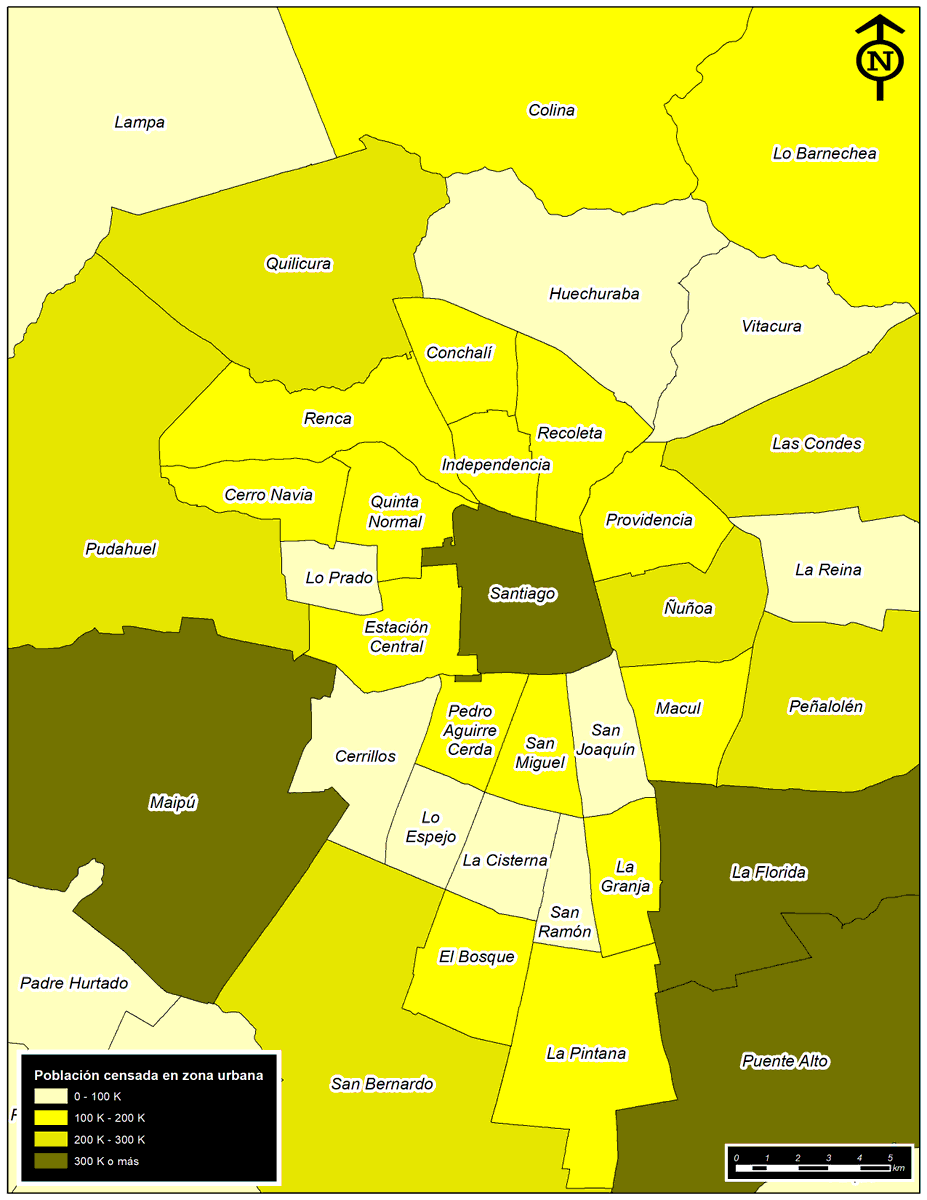 N
Lampa
Colina
Lo Barnechea
Quilicura
Huechuraba
Vitacura
Conchalí
Renca
Recoleta
Las Condes
Independencia
Cerro Navia
Quinta
Normal
Providencia
Pudahuel
Lo Prado
La Reina
Santiago
Ñuñoa
Estación
Central
Pedro
Aguirre
Cerda
Macul
Peñalolén
San
Joaquín
San
Miguel
Cerrillos
Maipú
Lo
Espejo
La Cisterna
La
Granja
La Florida
San
Ramón
El Bosque
Padre Hurtado
La Pintana
Puente Alto
San Bernardo
Población censada en zona urbana
0 - 100 K
100 K - 200 K
200 K - 300 K
300 K o más
0 1 2 3 4 5
km